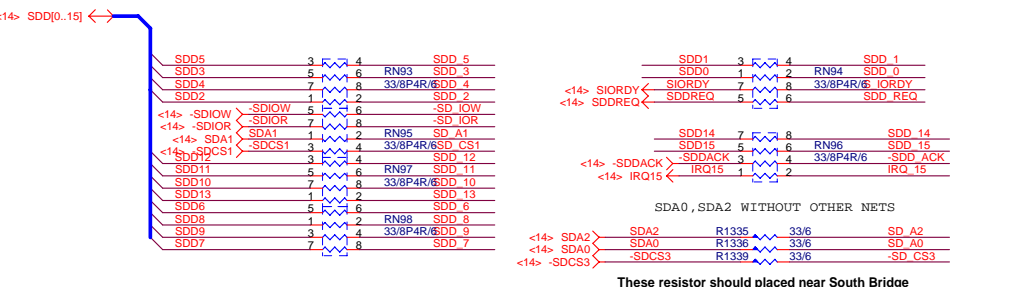 <14> SDD[0..15]
SDD5 3 4 SDD_5
SDD3 5 6 RN93 SDD_3
SDD4 7 8 33/8P4R/6 SDD_4
SDD2 1 2 SDD_2
<14> -SDIOW -SDIOW 5 6 -SD_IOW
<14> -SDIOR -SDIOR 7 8 -SD_IOR
<14> SDA1 SDA1 1 2 RN95 SD_A1
<14> -SDCS1 -SDCS1 3 4 33/8P4R/6 -SD_CS1
SDD12 3 4 SDD_12
SDD11 5 6 RN97 SDD_11
SDD10 7 8 33/8P4R/6 SDD_10
SDD13 1 2 SDD_13
SDD6 5 6 SDD_6
SDD8 1 2 RN98 SDD_8
SDD9 3 4 33/8P4R/6 SDD_9
SDD7 7 8 SDD_7
SDD1 3 4 SDD_1
SDD0 1 2 RN94 SDD_0
<14> SIORDY SIORDY 7 8 33/8P4R/6 S_IORDY
<14> SDDREQ SDDREQ 5 6 SDD_REQ
SDD14 7 8 SDD_14
SDD15 5 6 RN96 SDD_15
<14> -SDDACK -SDDACK 3 4 33/8P4R/6 -SDD_ACK
<14> IRQ15 IRQ15 1 2 IRQ_15
SDA0,SDA2 WITHOUT OTHER NETS
<14> SDA2 SDA2 R1335 33/6 SD_A2
<14> SDA0 SDA0 R1336 33/6 SD_A0
<14> -SDCS3 -SDCS3 R1339 33/6 -SD_CS3
These resistor should placed near South Bridge